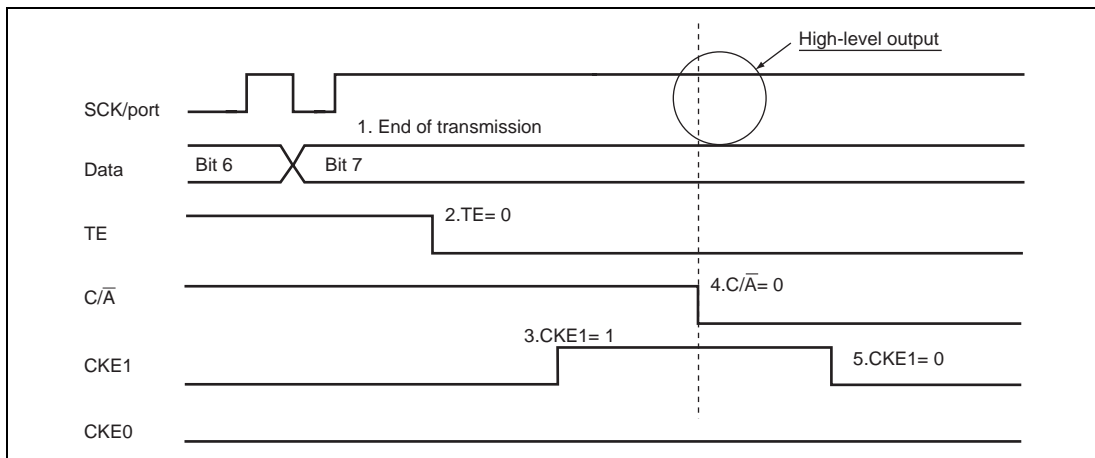 High-level output
SCK/port
1. End of transmission
Data
Bit 6
Bit 7
TE
2.TE= 0
C/A̅
4.C/A̅= 0
3.CKE1= 1
CKE1
5.CKE1= 0
CKE0